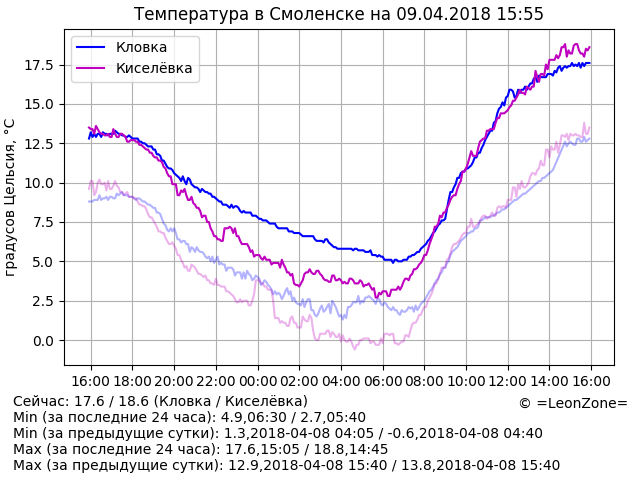 Температура в Смоленске на 09.04.2018 15:55
Кловка
Киселёвка
градусов Цельсия, °C
17.5
15.0
12.5
10.0
7.5
5.0
2.5
0.0
16:00 18:00 20:00 22:00 00:00 02:00 04:00 06:00 08:00 10:00 12:00 14:00 16:00
Сейчас: 17.6 / 18.6 (Кловка / Киселёвка)
© =LeonZone=
Min (за последние 24 часа): 4.9,06:30 / 2.7,05:40
Min (за предыдущие сутки): 1.3,2018-04-08 04:05 / -0.6,2018-04-08 04:40
Max (за последние 24 часа): 17.6,15:05 / 18.8,14:45
Max (за предыдущие сутки): 12.9,2018-04-08 15:40 / 13.8,2018-04-08 15:40